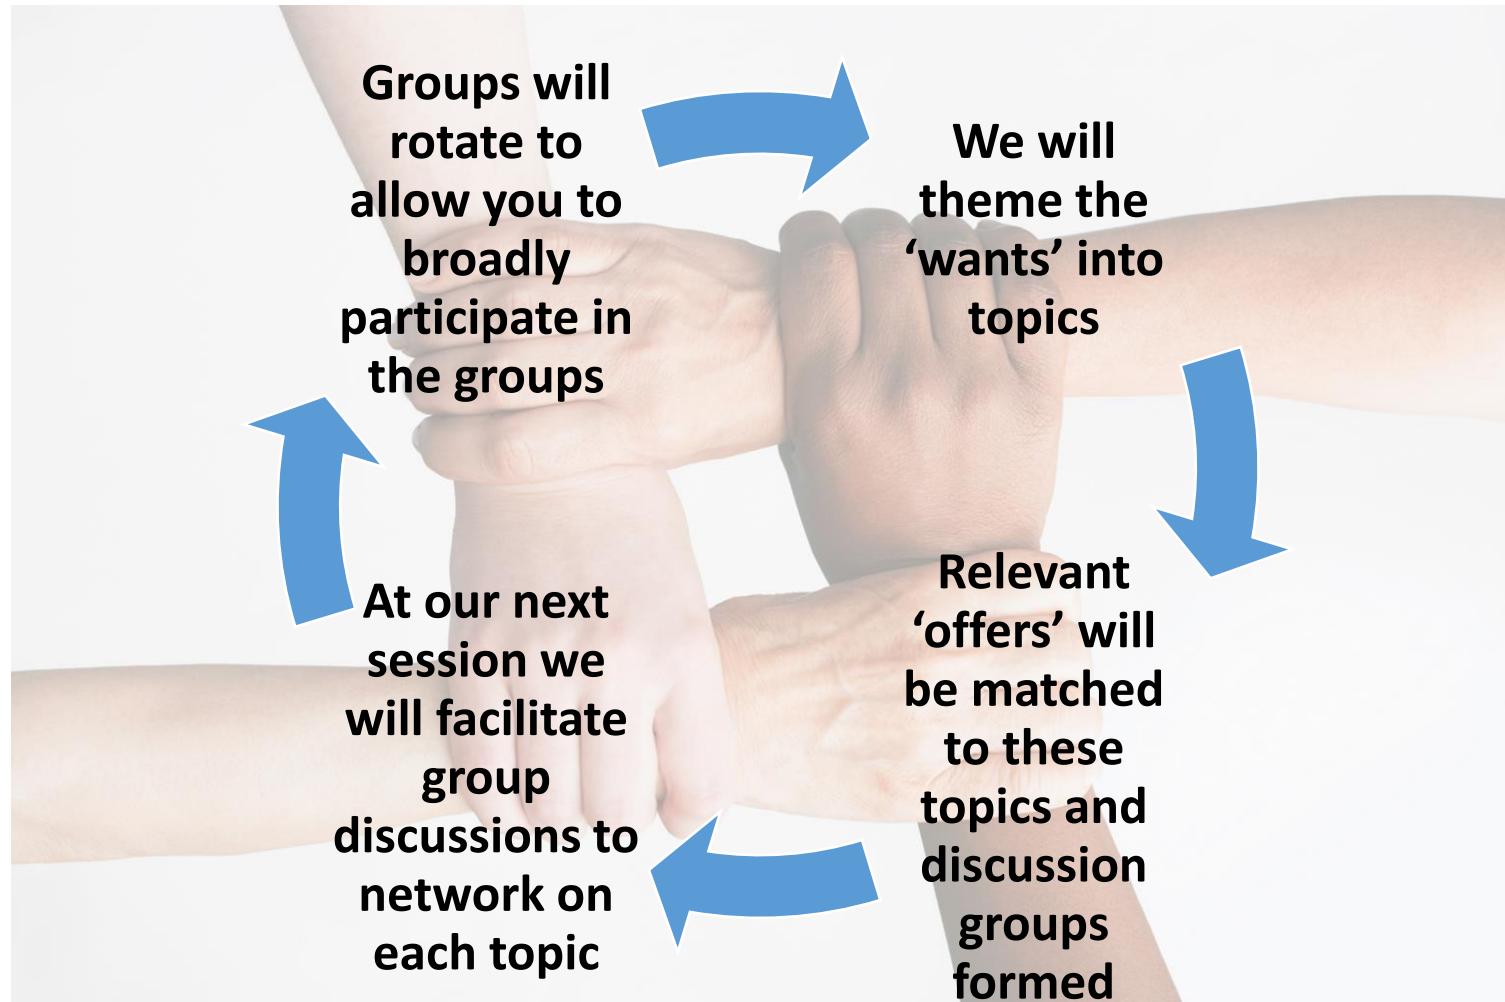 Groups will
rotate to
allow you to
broadly
participate in
the groups
We will
theme the
‘wants’ into
topics
Relevant
‘offers’ will
be matched
to these
topics and
discussion
groups
formed
At our next
session we
will facilitate
group
discussions to
network on
each topic